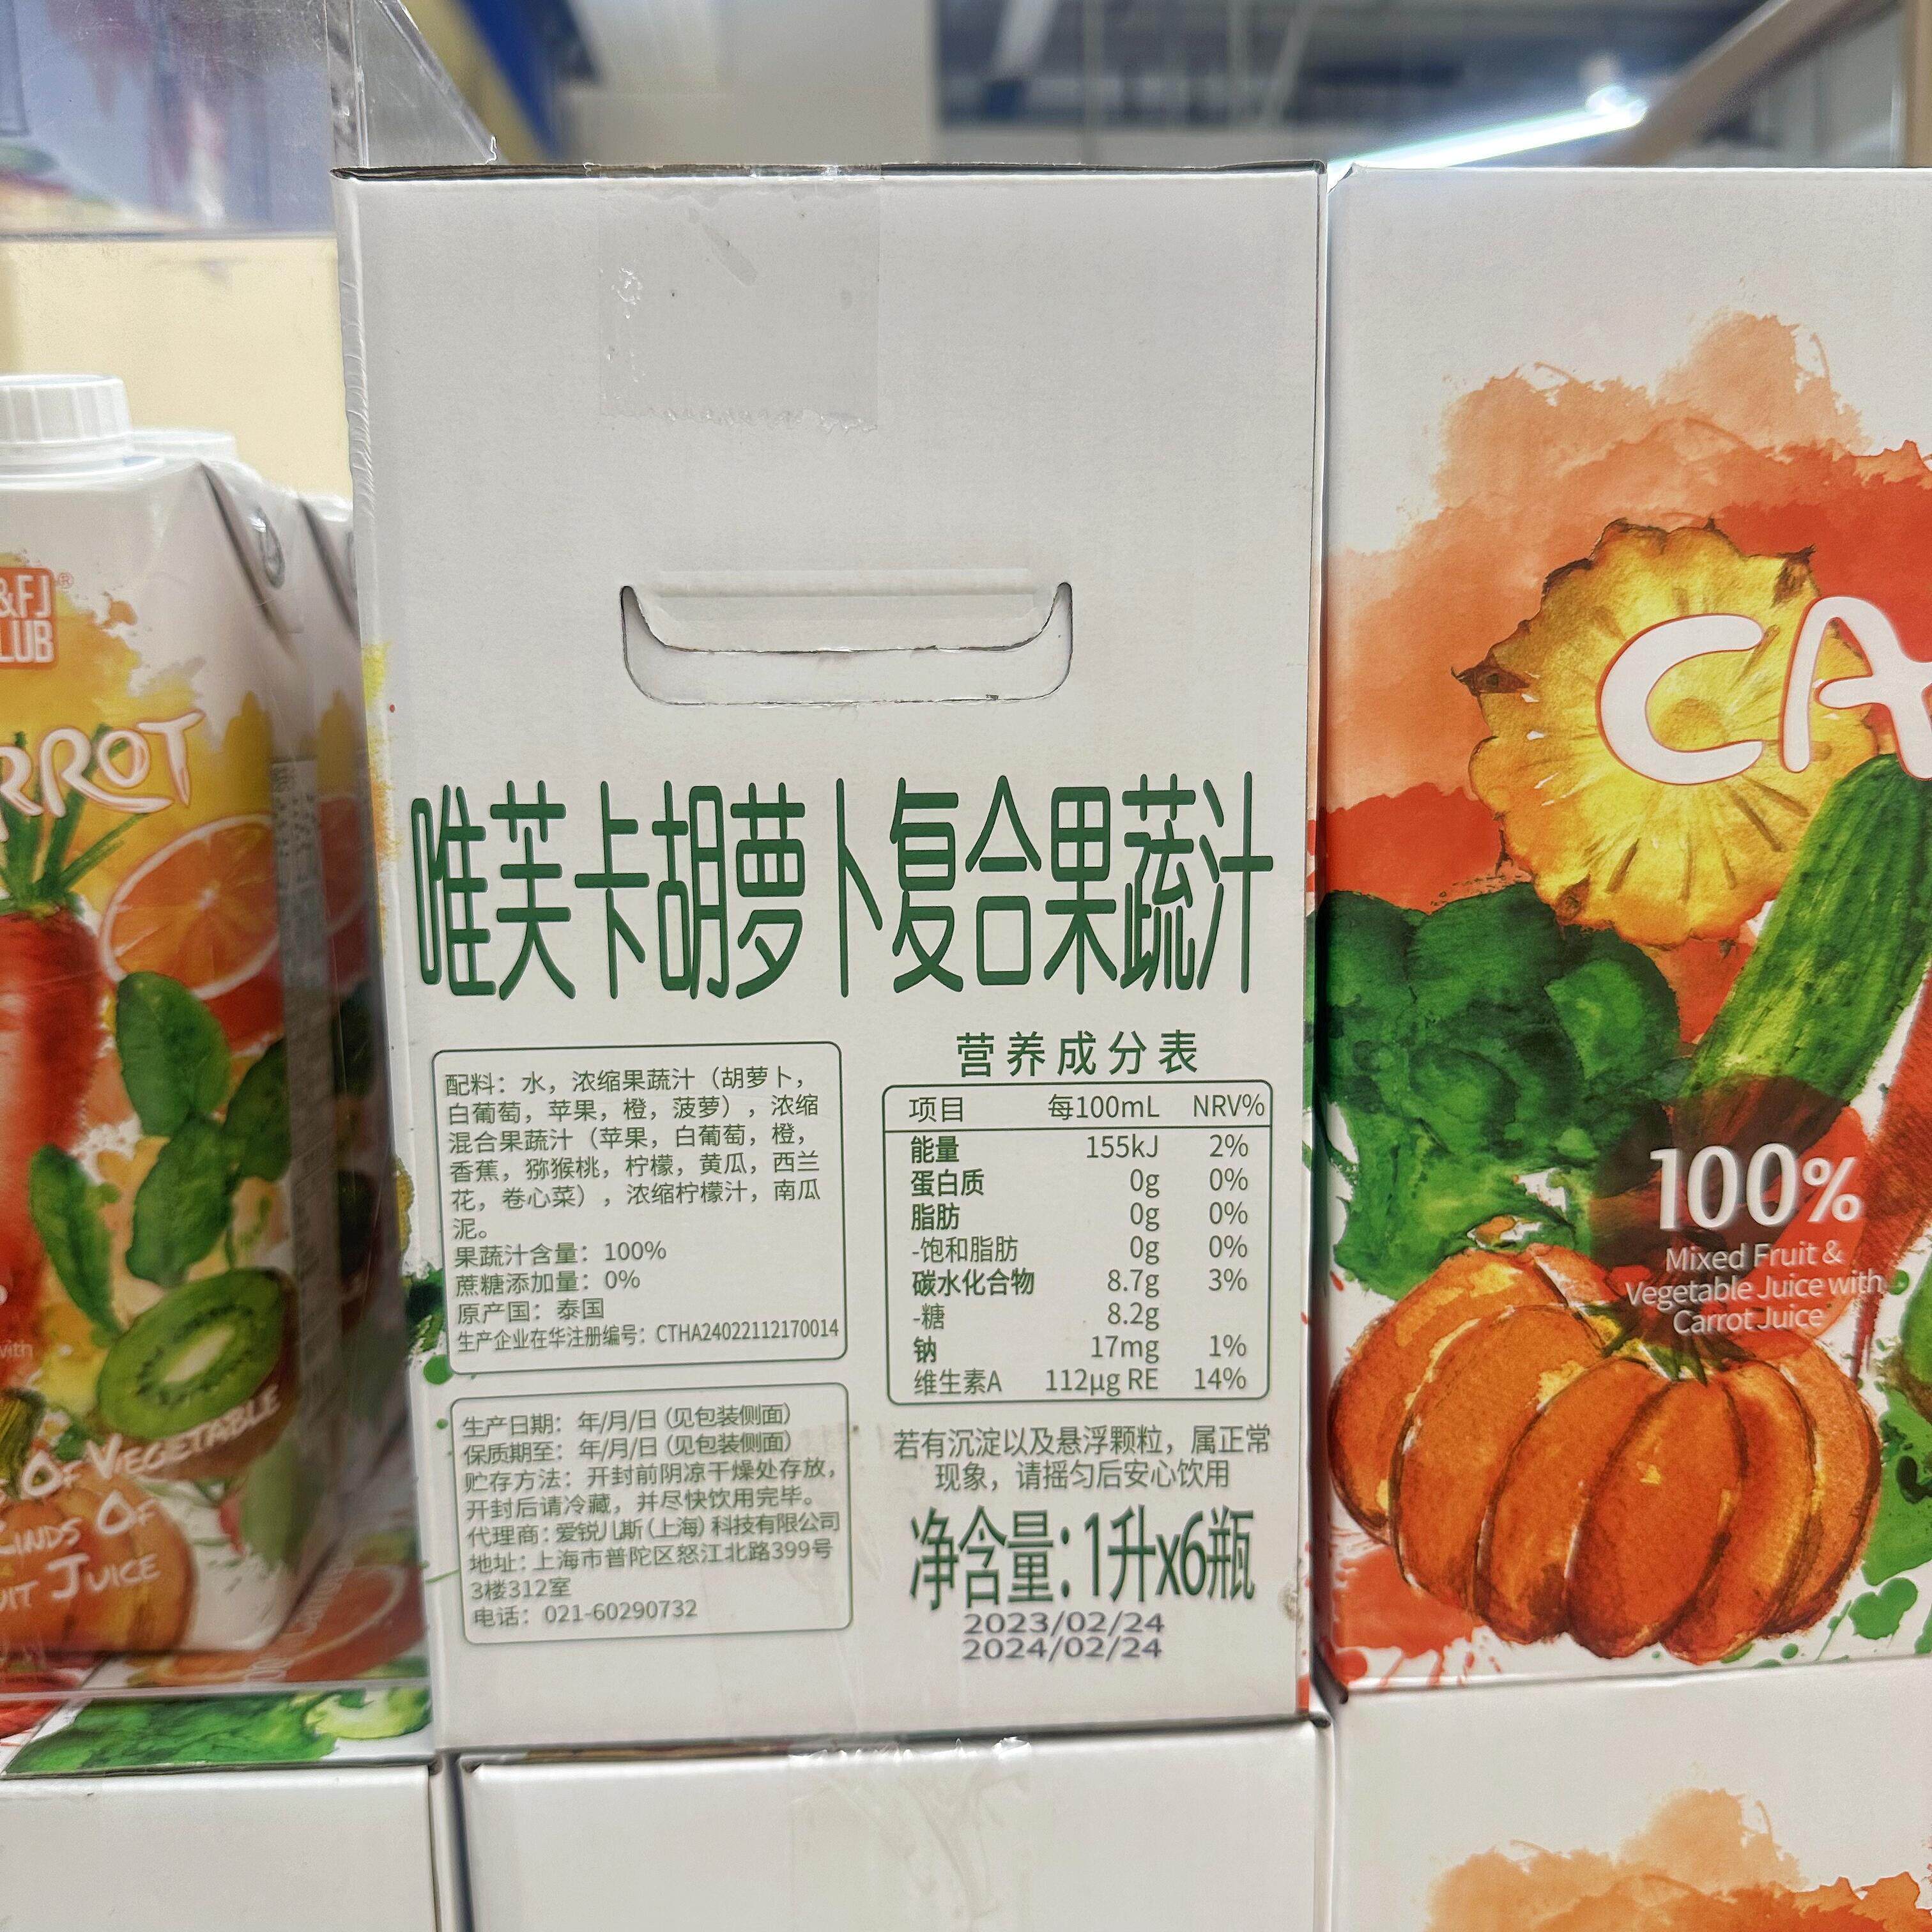 &FJ
LUB
RROT
OF VEGETABLE
KINDS OF
JUICE
唯芙卡胡萝卜复合果蔬汁
配料：水，浓缩果蔬汁（胡萝卜，
白葡萄，苹果，橙，菠萝），浓缩
混合果蔬汁（苹果，白葡萄，橙，
香蕉，猕猴桃，柠檬，黄瓜，西兰
花，卷心菜），浓缩柠檬汁，南瓜
泥。
果蔬汁含量：100%
蔗糖添加量：0%
原产国：泰国
生产企业在华注册编号：CTHA24022112170014
生产日期：年/月/日（见包装侧面）
保质期至：年/月/日（见包装侧面）
贮存方法：开封前阴凉干燥处存放，
开封后请冷藏，并尽快饮用完毕。
代理商：爱锐儿斯（上海）科技有限公司
地址：上海市普陀区怒江北路399号
3楼312室
电话：021-60290732
营养成分表
项目 每100mL NRV%
能量 155kJ 2%
蛋白质 0g 0%
脂肪 0g 0%
-饱和脂肪 0g 0%
碳水化合物 8.7g 3%
-糖 8.2g
钠 17mg 1%
维生素A 112μg RE 14%
若有沉淀以及悬浮颗粒，属正常
现象，请摇匀后安心饮用
净含量：1升x6瓶
2023/02/24
2024/02/24
CA
100%
Mixed Fruit &
Vegetable Juice with
Carrot Juice